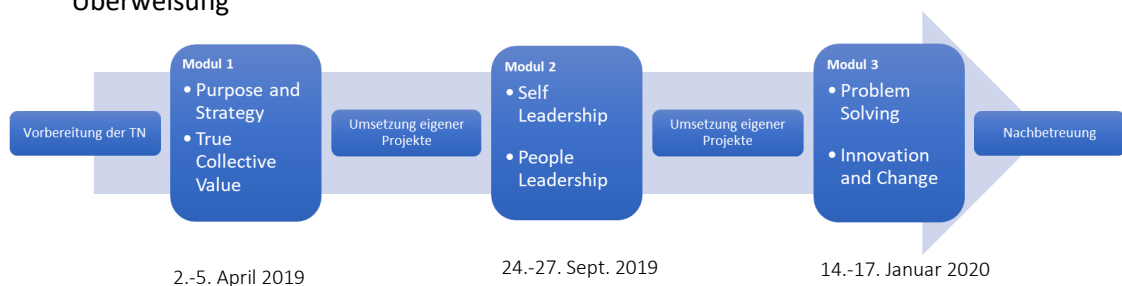 Überweisung
Vorbereitung der TN
Modul 1
• Purpose and
Strategy
• True
Collective
Value
Umsetzung eigener
Projekte
Modul 2
• Self
Leadership
• People
Leadership
Umsetzung eigener
Projekte
Modul 3
• Problem
Solving
• Innovation
and Change
Nachbetreuung
2.-5. April 2019
24.-27. Sept. 2019
14.-17. Januar 2020